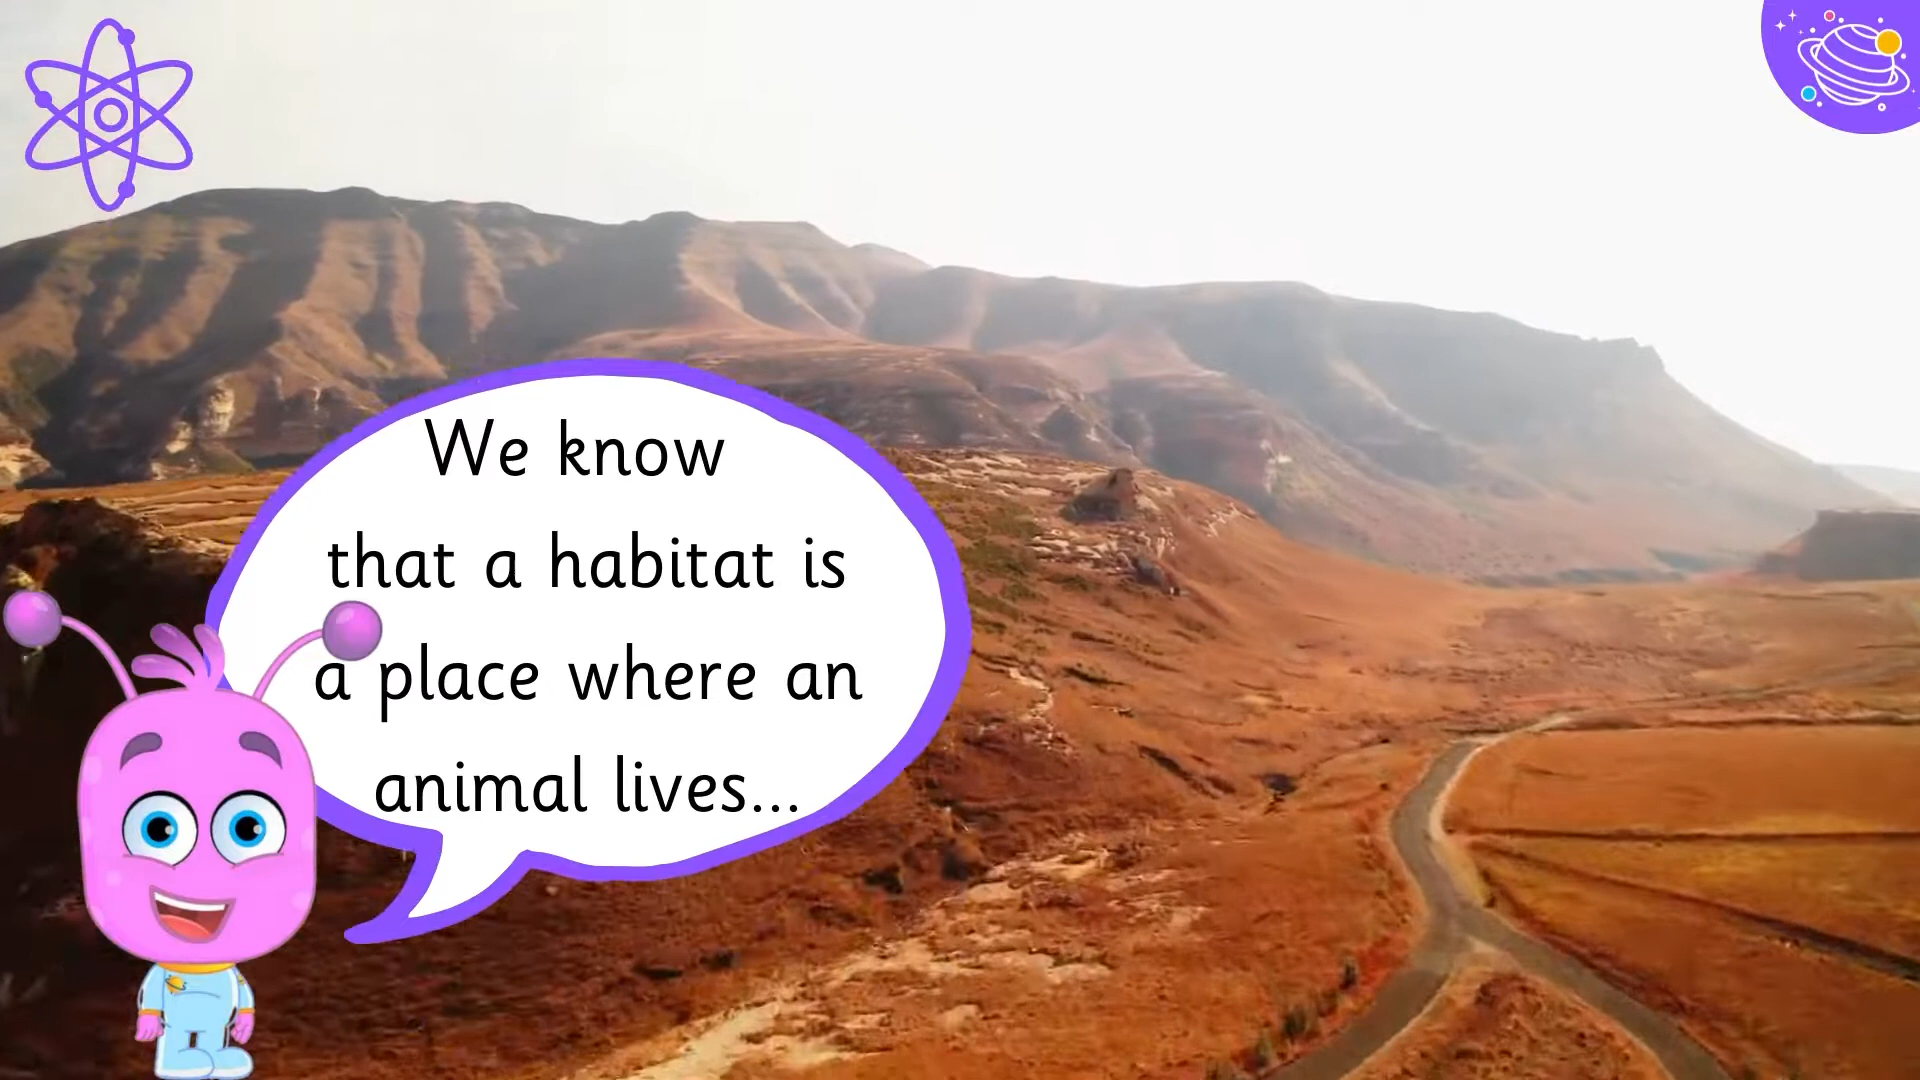 We know
that a habitat is
a place where an
animal lives...